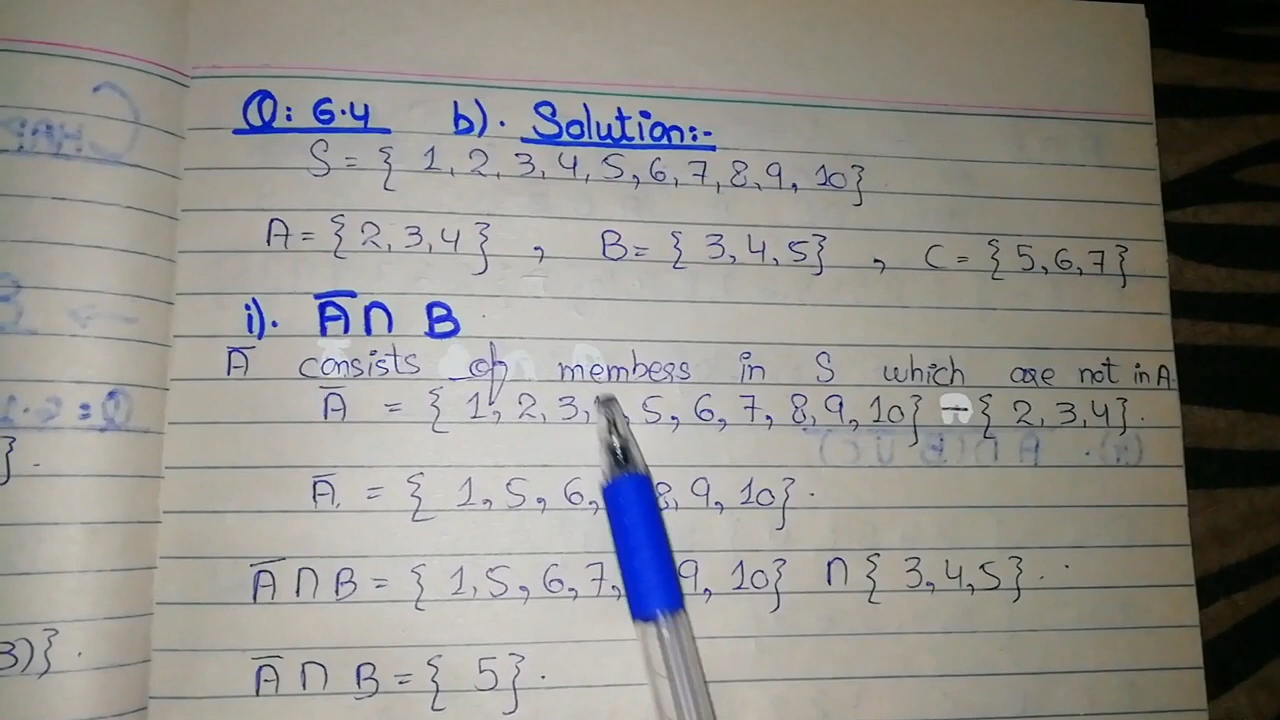 Q: 6.4 b). Solution:-
S = { 1, 2, 3, 4, 5, 6, 7, 8, 9, 10}
A = { 2, 3, 4 } , B = { 3, 4, 5} , C = { 5, 6, 7}
i). A̅ ∩ B
A̅ consists of members in S which are not in A.
A̅ = { 1, 2, 3, , 5, 6, 7, 8, 9, 10} - { 2, 3, 4}.
A̅. = { 1, 5, 6, 8, 9, 10}.
A̅ ∩ B = { 1, 5, 6, 7, 9, 10} ∩ { 3, 4, 5}.
A̅ ∩ B = { 5}.
}.
3)}.